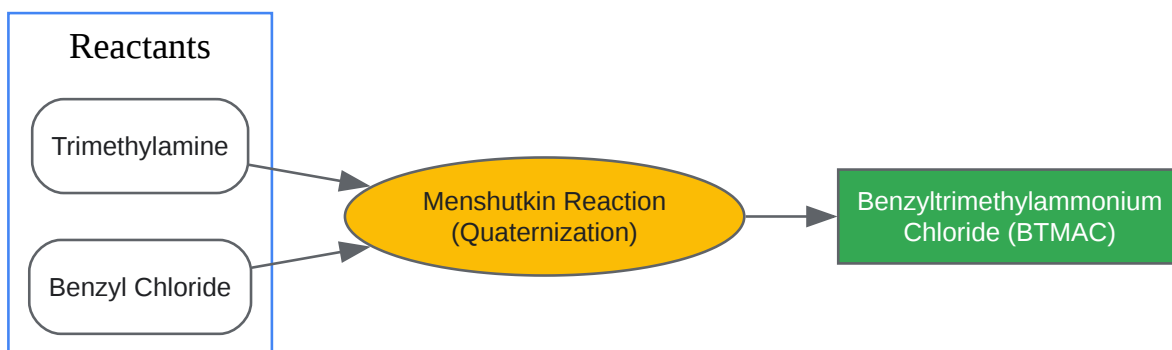 Reactants
Trimethylamine
Benzyl Chloride
Menshutkin Reaction
(Quaternization)
Benzyltrimethylammonium
Chloride (BTMAC)